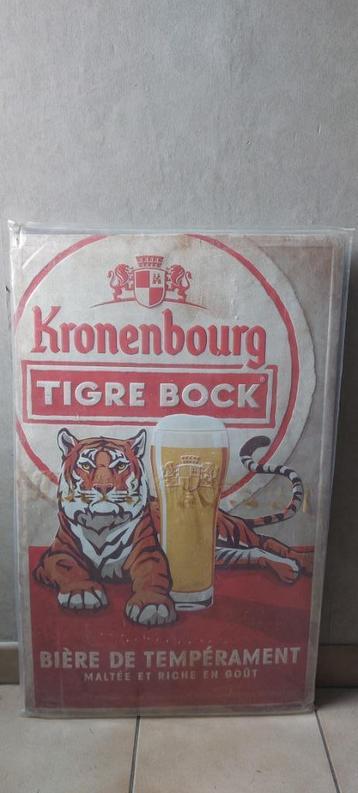 Kronenbourg
TIGRE BOCK®
BIÈRE DE TEMPÉRAMENT
MALTÉE ET RICHE EN GOÛT